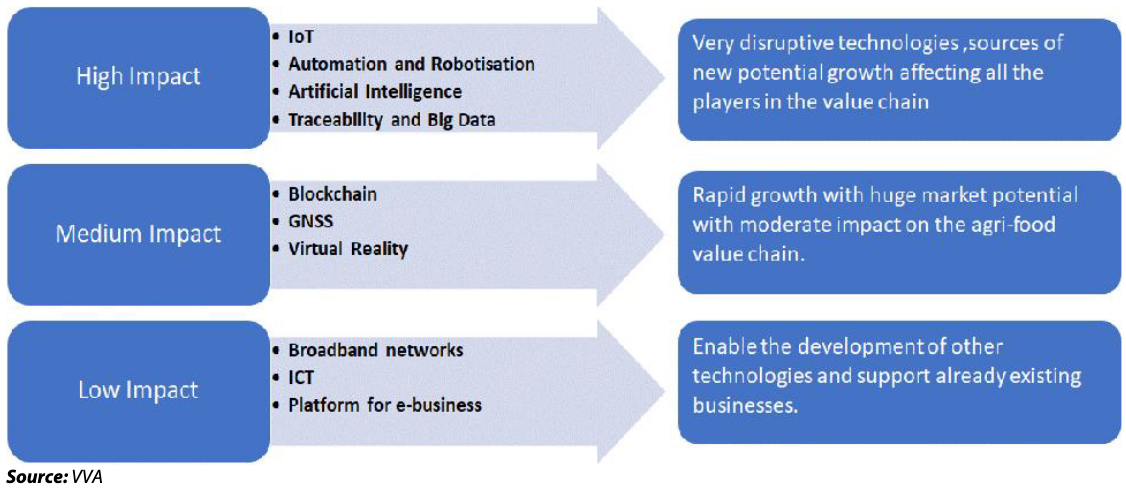 High Impact
• IoT
• Automation and Robotisation
• Artificial Intelligence
• Traceability and Big Data
Very disruptive technologies ,sources of
new potential growth affecting all the
players in the value chain
Medium Impact
• Blockchain
• GNSS
• Virtual Reality
Rapid growth with huge market potential
with moderate impact on the agri-food
value chain.
Low Impact
• Broadband networks
• ICT
• Platform for e-business
Enable the development of other
technologies and support already existing
businesses.
Source: VVA